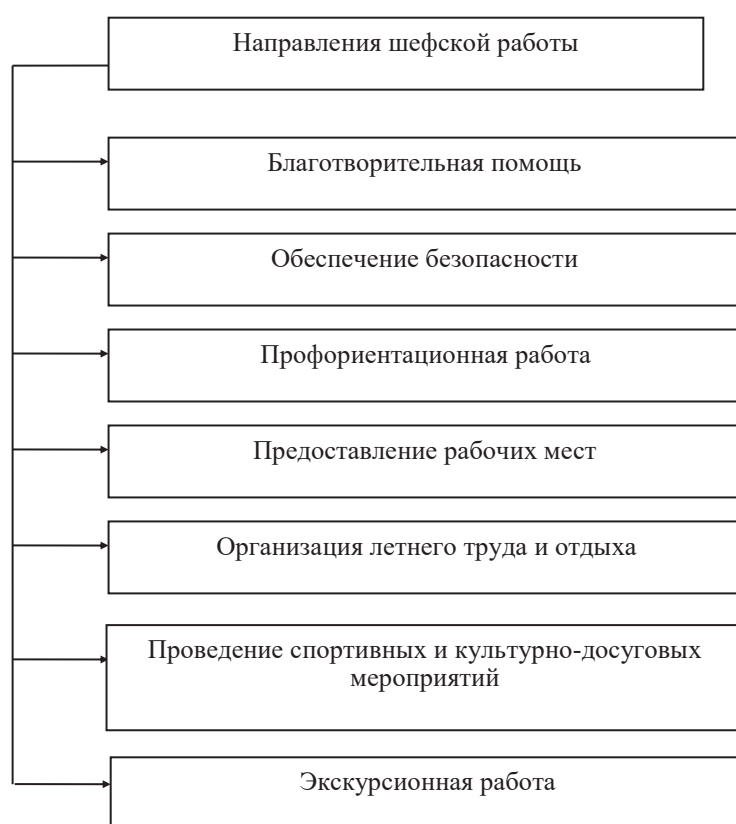 Направления шефской работы
Благотворительная помощь
Обеспечение безопасности
Профориентационная работа
Предоставление рабочих мест
Организация летнего труда и отдыха
Проведение спортивных и культурно-досуговых
мероприятий
Экскурсионная работа